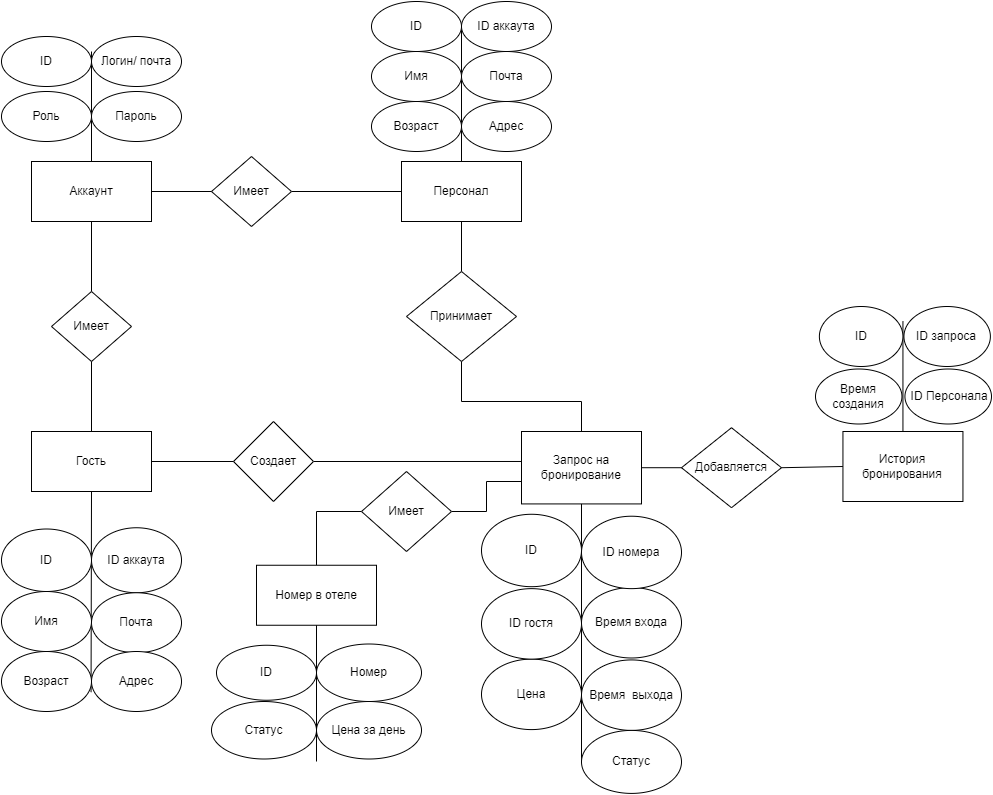 ID
ID аккаута
Имя
Почта
Возраст
Адрес
ID
Логин/ почта
Роль
Пароль
Аккаунт
Имеет
Персонал
Имеет
Принимает
ID
ID запроса
Время
создания
ID Персонала
Гость
Создает
Запрос на
бронирование
Добавляется
История
бронирования
Имеет
ID
ID аккаута
Имя
Почта
Возраст
Адрес
Номер в отеле
ID
Номер
Статус
Цена за день
ID
ID номера
ID гостя
Время входа
Цена
Время  выхода
Статус